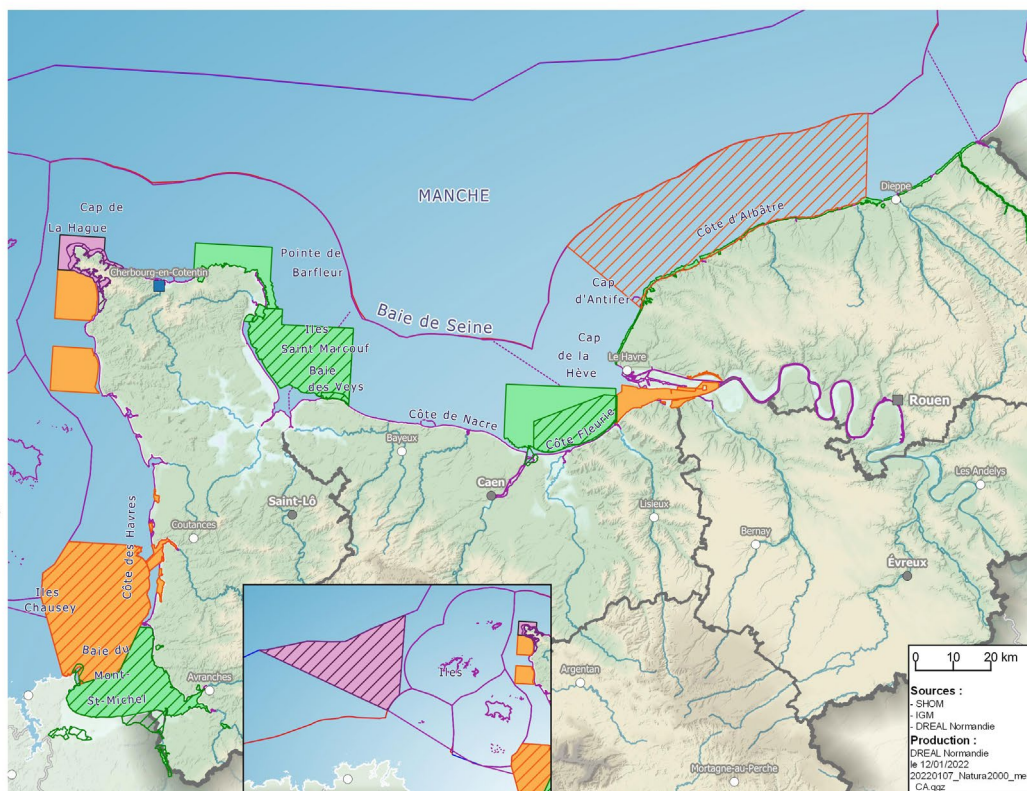 MANCHE
Cap de
La Hague
Cherbourg-en-Cotentin
Pointe de
Barfleur
Iles
Saint Marcouf
Baie
des Veys
Baie de Seine
Cap
d'Antifer
Côte d'Albâtre
Dieppe
Cap
de la
Hève
Le Havre
Rouen
Côte de Nacre
Côte Fleurie
Bayeux
Caen
Saint-Lô
Coutances
Lisieux
Bernay
Les Andelys
Évreux
Côte des Havres
Iles
Chausey
Baie du
Mont-
St-Michel
Avranches
Iles
Argentan
Mortagne-au-Perche
0 10 20 km
Sources :
- SHOM
- IGM
- DREAL Normandie
Production :
DREAL Normandie
le 12/01/2022
20220107_Natura2000_me
_CA.qgz